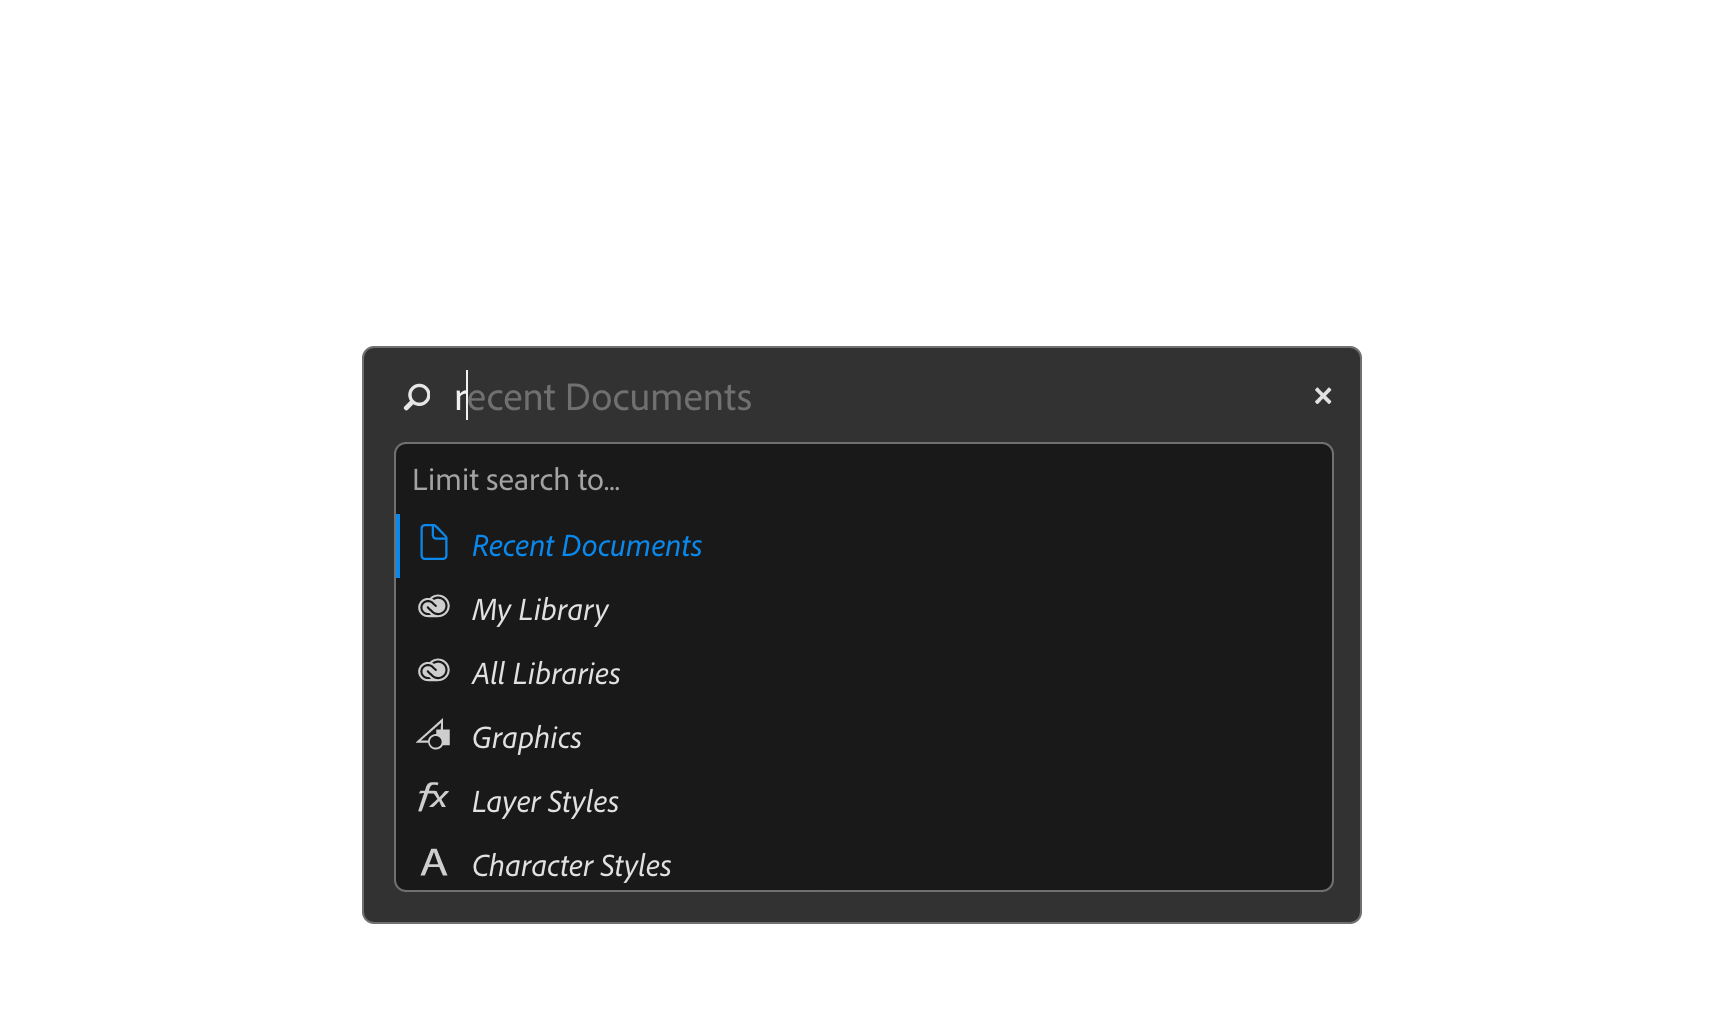 recent Documents
Limit search to...
Recent Documents
My Library
All Libraries
Graphics
fx Layer Styles
A Character Styles